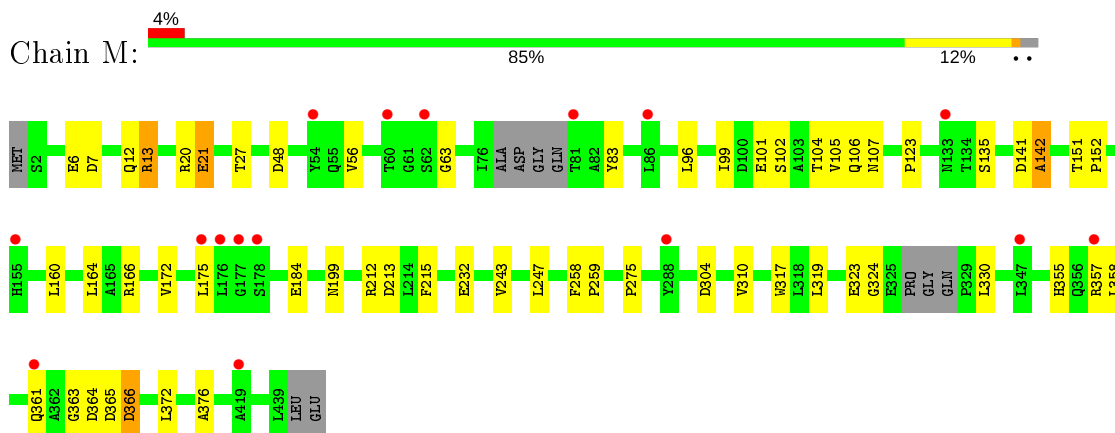 4%
Chain M: 85% 12% • •
MET S2 E6 D7 Q12 R13 R20 E21 T27 D48 Y54 Q55 V56 T60 G61 S62 G63 I76 ALA ASP GLY GLN T81 A82 Y83 L86 L96 I99 D100 E101 S102 A103 T104 V105 Q106 N107 P123 N133 T134 S135 D141 A142 T151 P152
H155 L160 L164 A165 R166 V172 L175 L176 G177 S178 E184 N199 R212 D213 L214 F215 E232 V243 L247 F258 P259 P275 Y288 D304 V310 W317 L318 L319 E323 G324 E325 PRO GLY GLN P329 L330 L347 H355 Q356 R357 L358
Q361 A362 G363 D364 D365 D366 L372 A376 A419 L439 LEU GLU